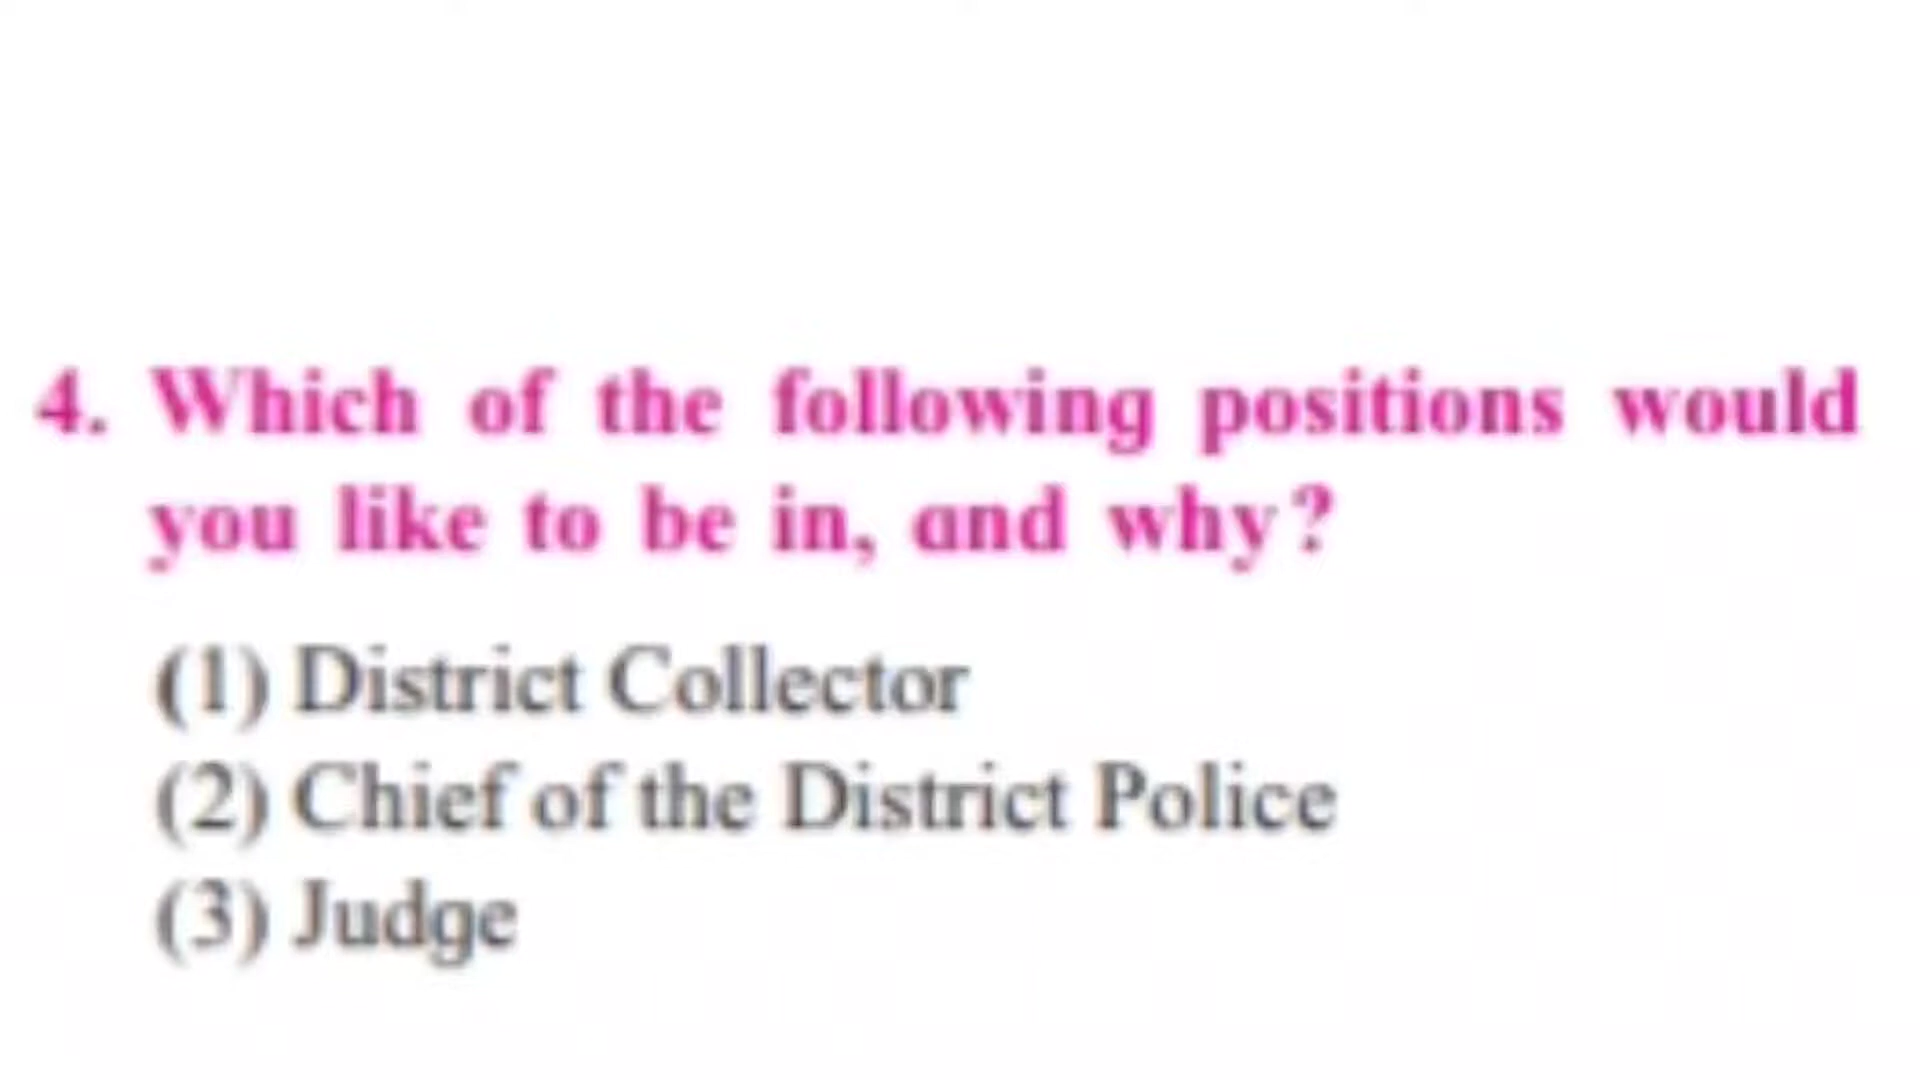 4. Which of the following positions would
you like to be in, and why?
(1) District Collector
(2) Chief of the District Police
(3) Judge